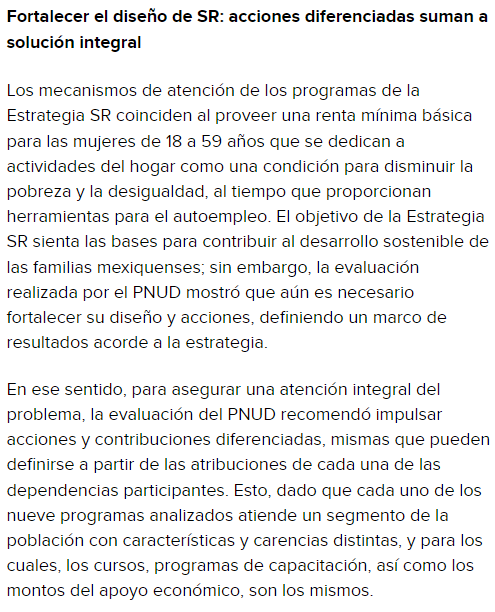 Fortalecer el diseño de SR: acciones diferenciadas suman a
solución integral
Los mecanismos de atención de los programas de la
Estrategia SR coinciden al proveer una renta mínima básica
para las mujeres de 18 a 59 años que se dedican a
actividades del hogar como una condición para disminuir la
pobreza y la desigualdad, al tiempo que proporcionan
herramientas para el autoempleo. El objetivo de la Estrategia
SR sienta las bases para contribuir al desarrollo sostenible de
las familias mexiquenses; sin embargo, la evaluación
realizada por el PNUD mostró que aún es necesario
fortalecer su diseño y acciones, definiendo un marco de
resultados acorde a la estrategia.
En ese sentido, para asegurar una atención integral del
problema, la evaluación del PNUD recomendó impulsar
acciones y contribuciones diferenciadas, mismas que pueden
definirse a partir de las atribuciones de cada una de las
dependencias participantes. Esto, dado que cada uno de los
nueve programas analizados atiende un segmento de la
población con características y carencias distintas, y para los
cuales, los cursos, programas de capacitación, así como los
montos del apoyo económico, son los mismos.